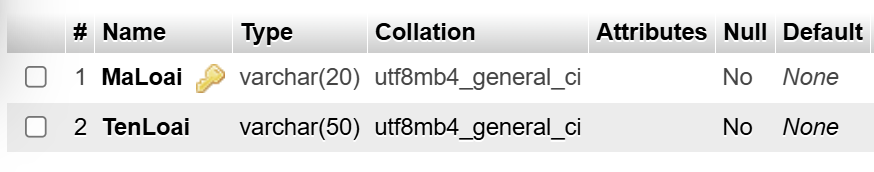 # Name Type Collation Attributes Null Default
1 MaLoai varchar(20) utf8mb4_general_ci No None
2 TenLoai varchar(50) utf8mb4_general_ci No None